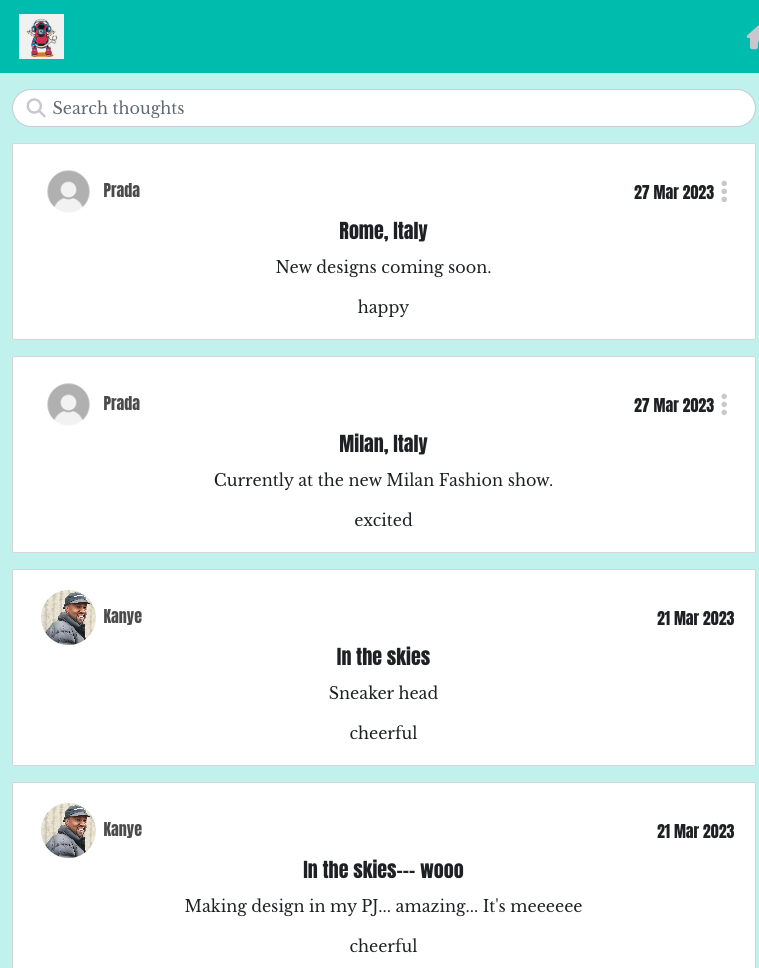 Search thoughts
Prada
27 Mar 2023
Rome, Italy
New designs coming soon.
happy
Prada
27 Mar 2023
Milan, Italy
Currently at the new Milan Fashion show.
excited
Kanye
21 Mar 2023
In the skies
Sneaker head
cheerful
Kanye
21 Mar 2023
In the skies--- wooo
Making design in my PJ... amazing... It's meeeeee
cheerful